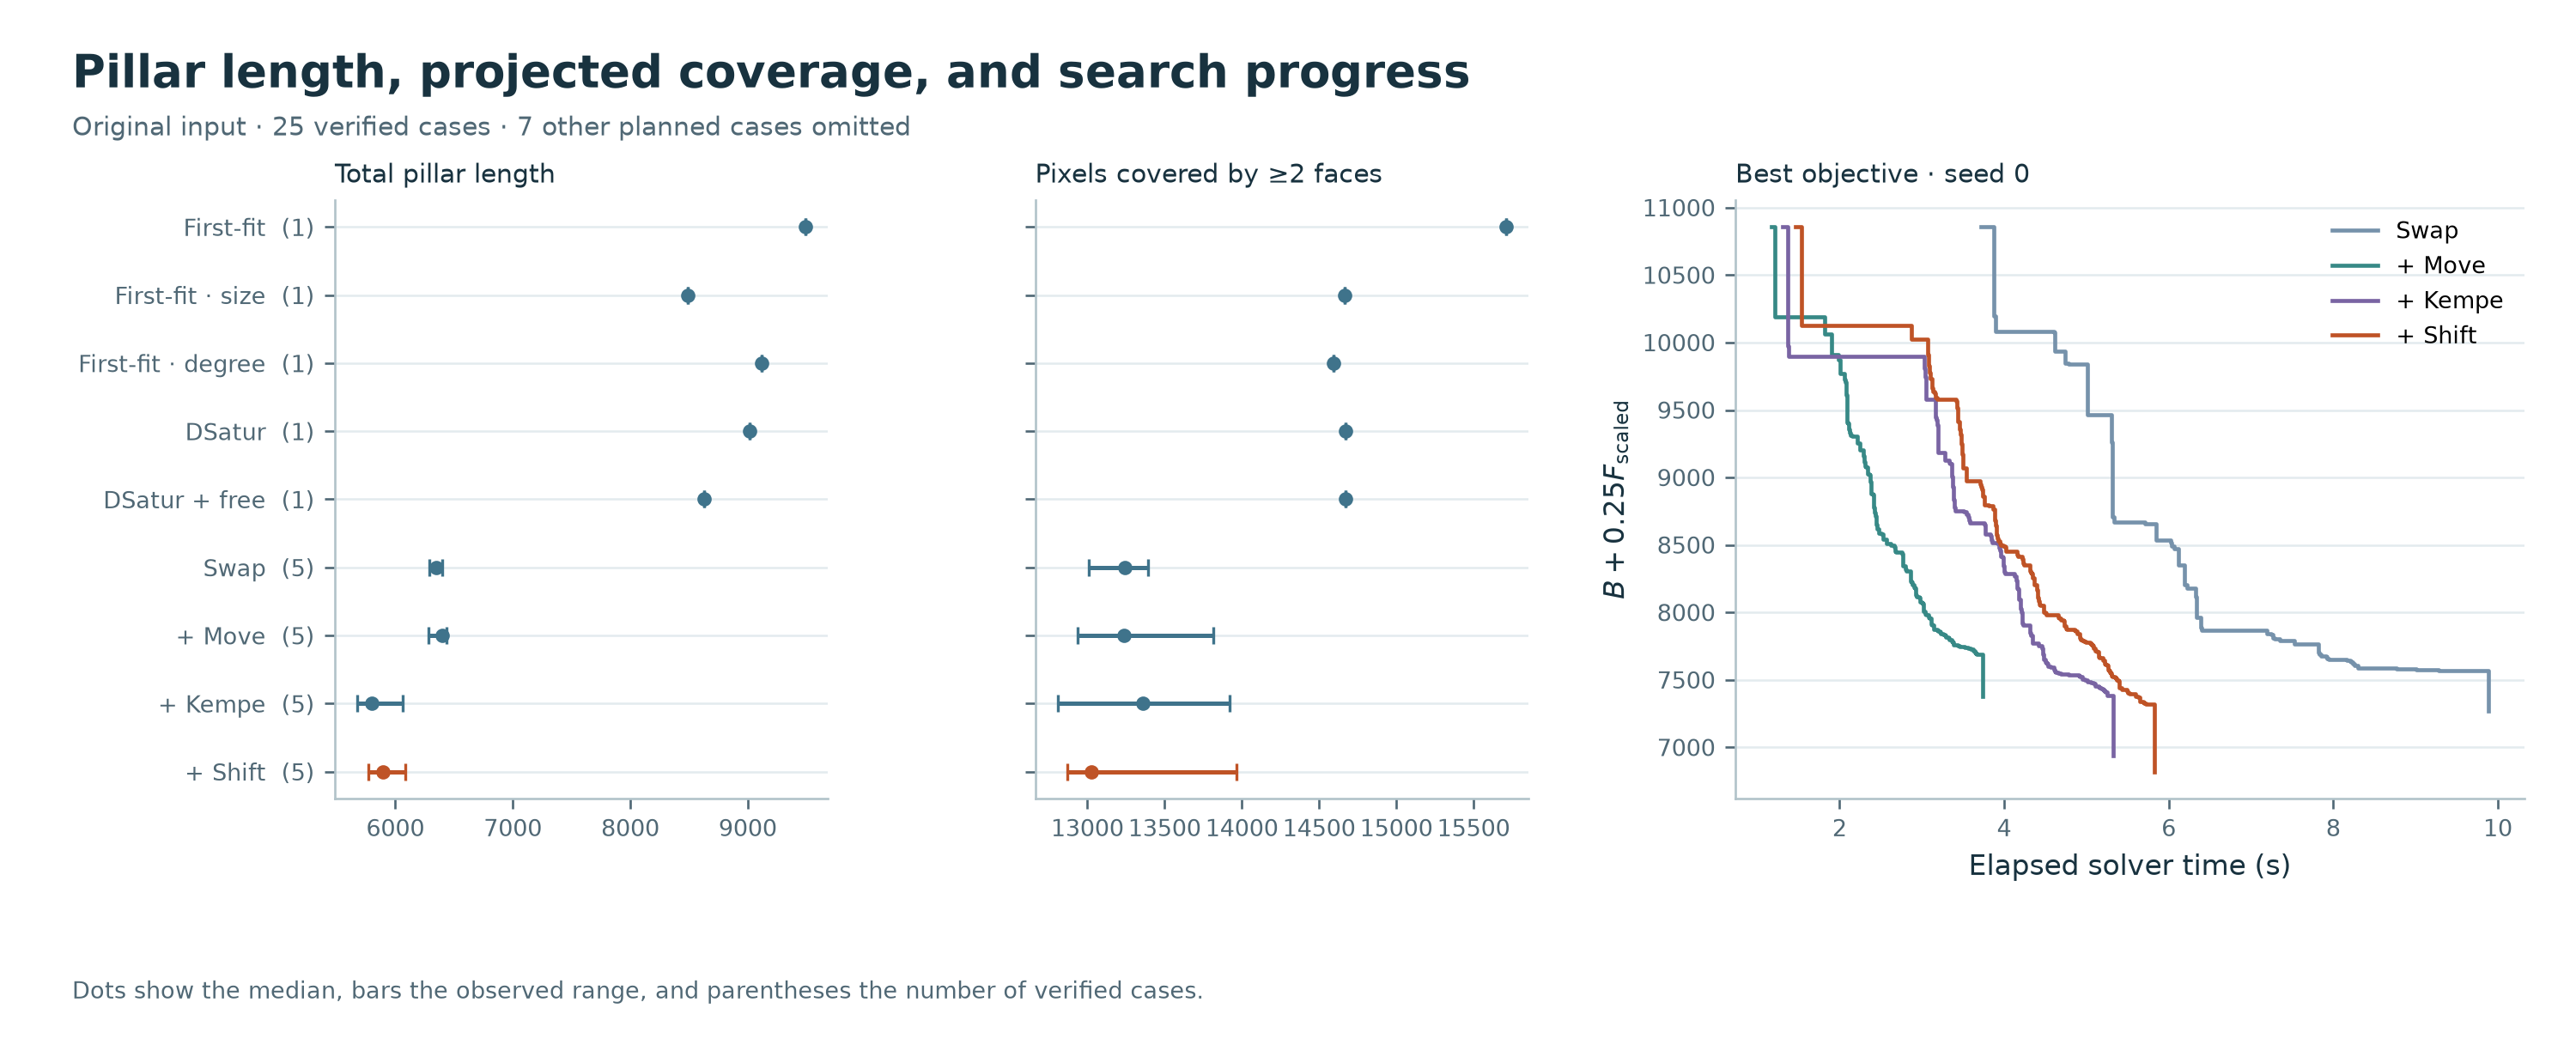 Pillar length, projected coverage, and search progress
Original input · 25 verified cases · 7 other planned cases omitted
Total pillar length
First-fit (1)
First-fit · size (1)
First-fit · degree (1)
DSatur (1)
DSatur + free (1)
Swap (5)
+ Move (5)
+ Kempe (5)
+ Shift (5)
6000 7000 8000 9000
Pixels covered by ≥2 faces
13000 13500 14000 14500 15000 15500
Best objective · seed 0
B + 0.25F_scaled
11000
10500
10000
9500
9000
8500
8000
7500
7000
Swap
+ Move
+ Kempe
+ Shift
2 4 6 8 10
Elapsed solver time (s)
Dots show the median, bars the observed range, and parentheses the number of verified cases.